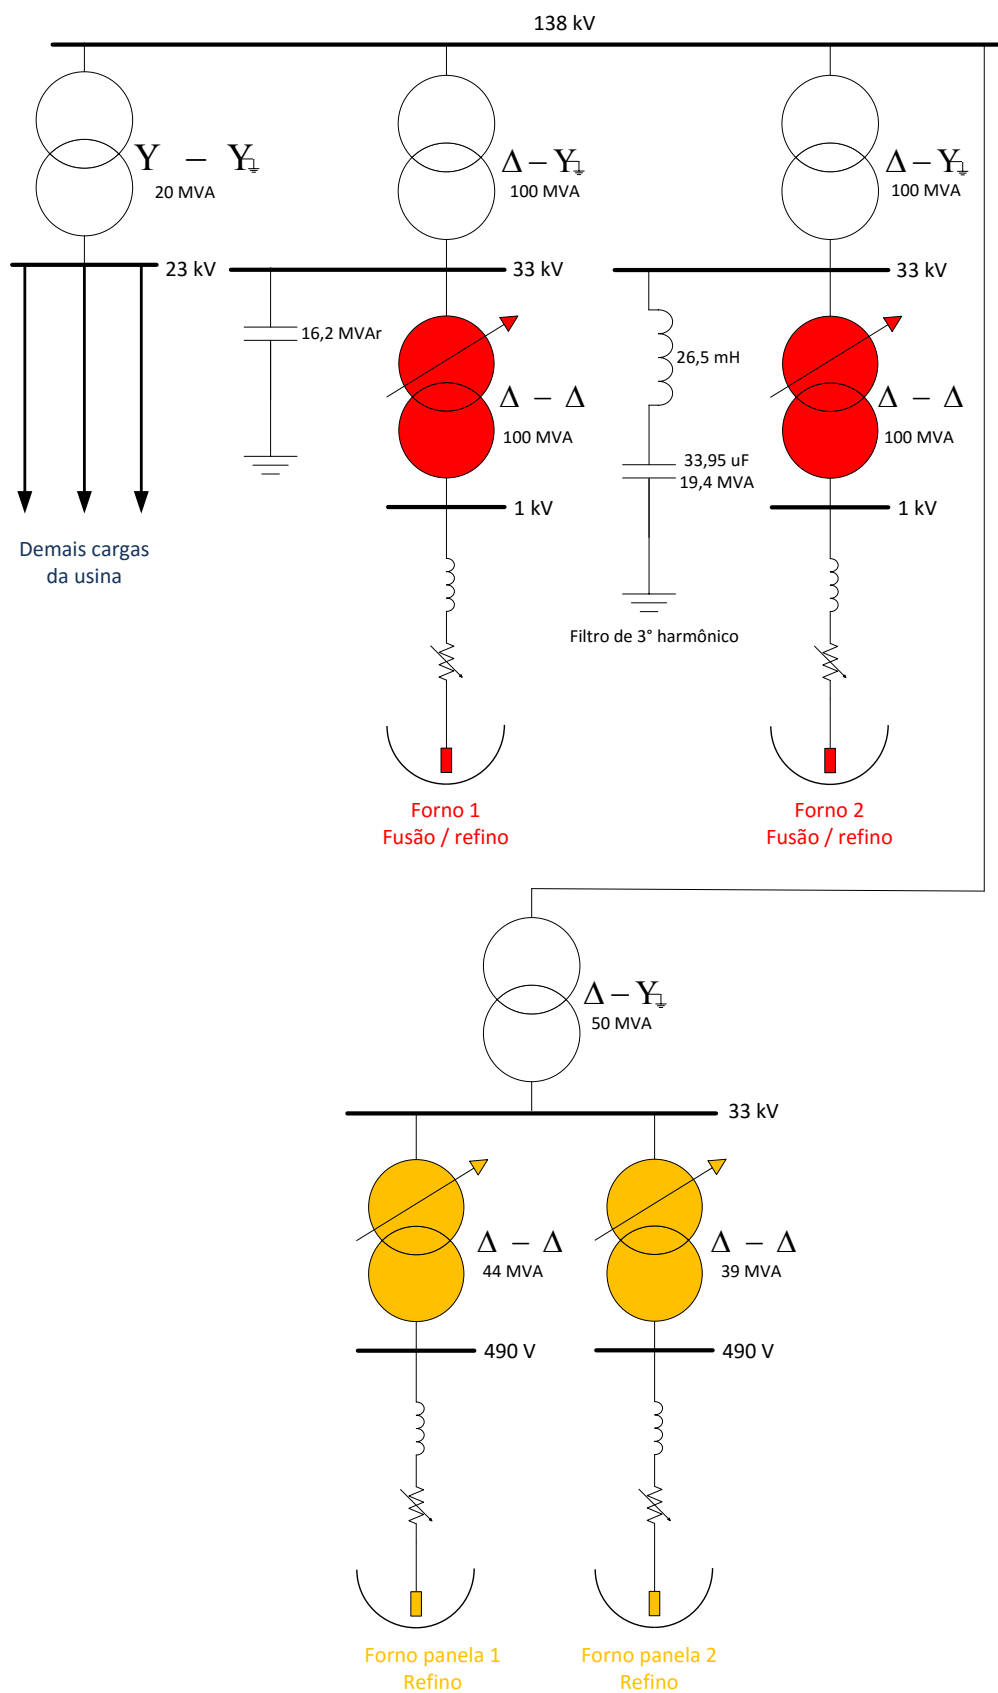 138 kV
Y – Y
20 MVA
Δ – Y
100 MVA
Δ – Y
100 MVA
23 kV
33 kV
33 kV
16,2 MVAr
26,5 mH
Δ – Δ
100 MVA
Δ – Δ
100 MVA
33,95 uF
19,4 MVA
1 kV
1 kV
Demais cargas
da usina
Filtro de 3° harmônico
Forno 1
Fusão / refino
Forno 2
Fusão / refino
Δ – Y
50 MVA
33 kV
Δ – Δ
44 MVA
Δ – Δ
39 MVA
490 V
490 V
Forno panela 1
Refino
Forno panela 2
Refino